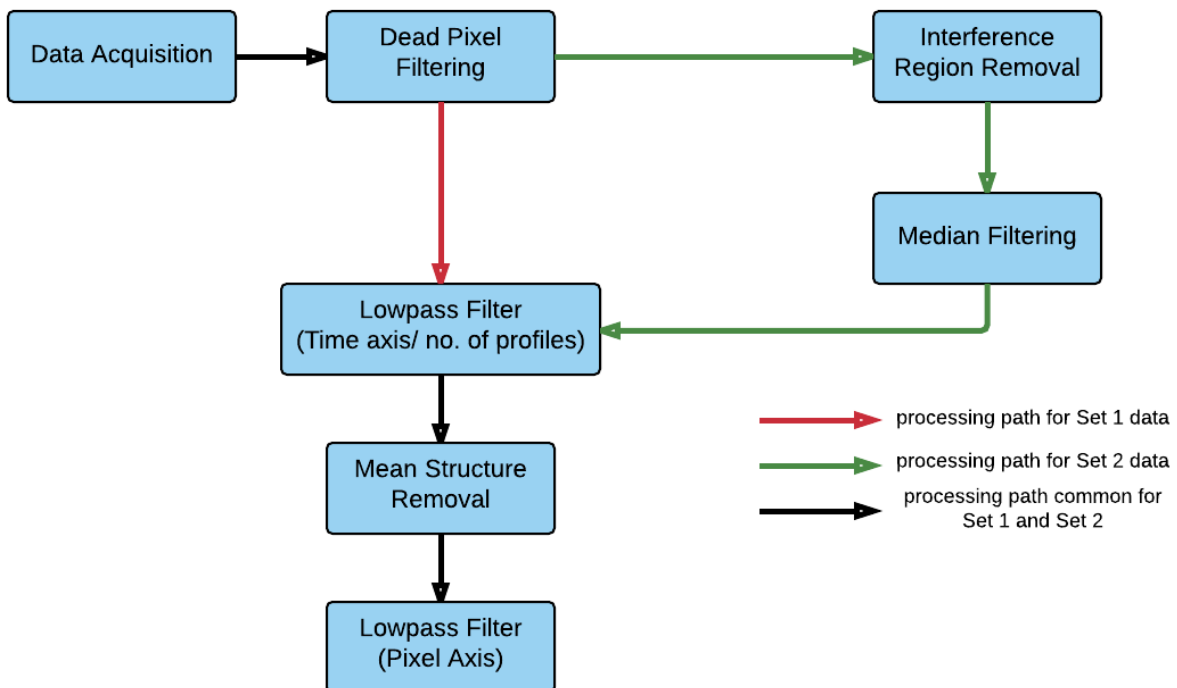 Data Acquisition
Dead Pixel
Filtering
Interference
Region Removal
Median Filtering
Lowpass Filter
(Time axis/ no. of profiles)
processing path for Set 1 data
processing path for Set 2 data
processing path common for
Set 1 and Set 2
Mean Structure
Removal
Lowpass Filter
(Pixel Axis)